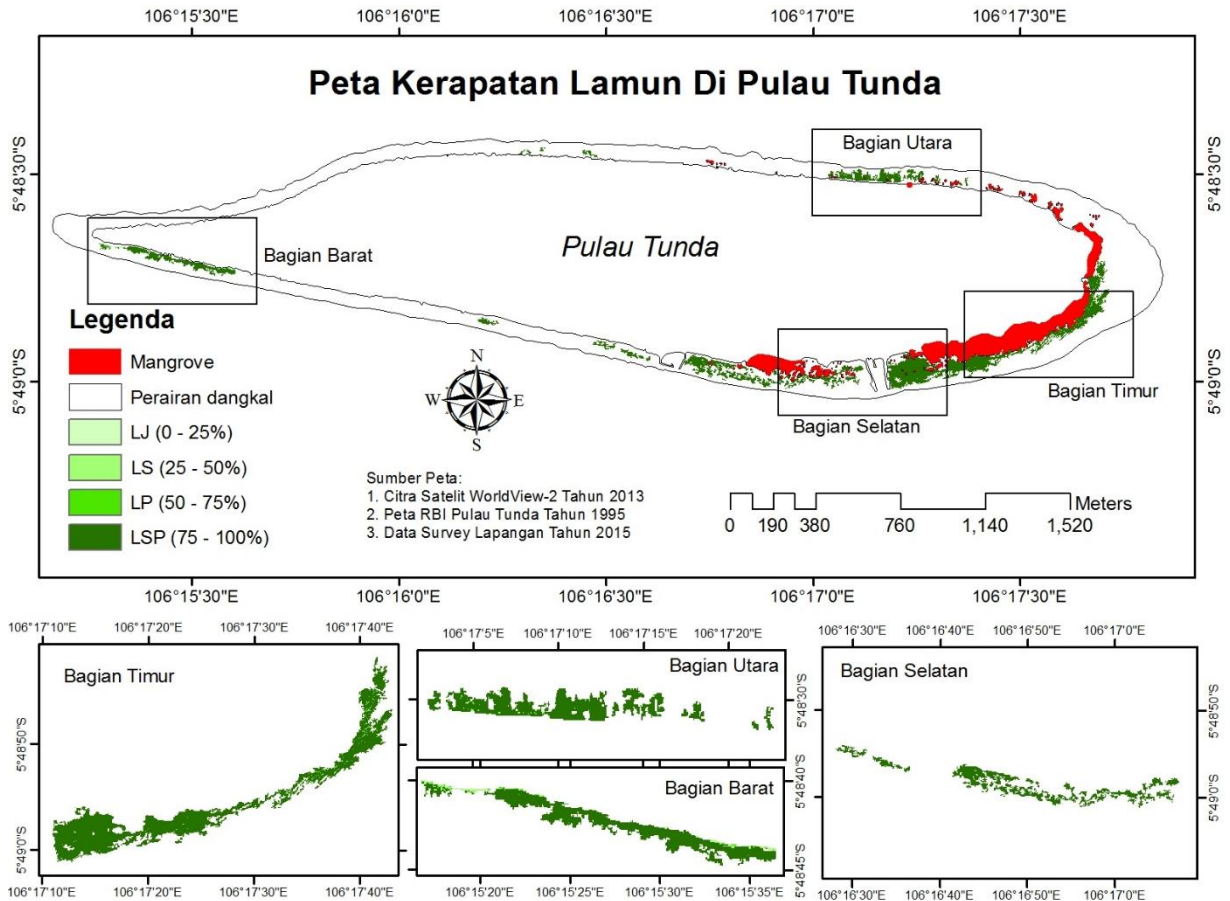 106°15'30"E 106°16'0"E 106°16'30"E 106°17'0"E 106°17'30"E
Peta Kerapatan Lamun Di Pulau Tunda
5°48'30"S
5°48'30"S
Bagian Utara
Bagian Barat
Pulau Tunda
Legenda
Mangrove
Perairan dangkal
LJ (0 - 25%)
LS (25 - 50%)
LP (50 - 75%)
LSP (75 - 100%)
5°49'0"S
5°49'0"S
N
W E
S
Bagian Timur
Bagian Selatan
Sumber Peta:
1. Citra Satelit WorldView-2 Tahun 2013
2. Peta RBI Pulau Tunda Tahun 1995
3. Data Survey Lapangan Tahun 2015
Meters
0 190 380 760 1,140 1,520
106°15'30"E 106°16'0"E 106°16'30"E 106°17'0"E 106°17'30"E
106°17'10"E 106°17'20"E 106°17'30"E 106°17'40"E
Bagian Timur
5°48'50"S
5°49'0"S
5°48'50"S
5°49'0"S
106°17'10"E 106°17'20"E 106°17'30"E 106°17'40"E
106°17'5"E 106°17'10"E 106°17'15"E 106°17'20"E
Bagian Utara
5°48'30"S
Bagian Barat
5°48'40"S
5°48'45"S
106°15'20"E 106°15'25"E 106°15'30"E 106°15'35"E
106°16'30"E 106°16'40"E 106°16'50"E 106°17'0"E
Bagian Selatan
5°48'50"S
5°49'0"S
106°16'30"E 106°16'40"E 106°16'50"E 106°17'0"E